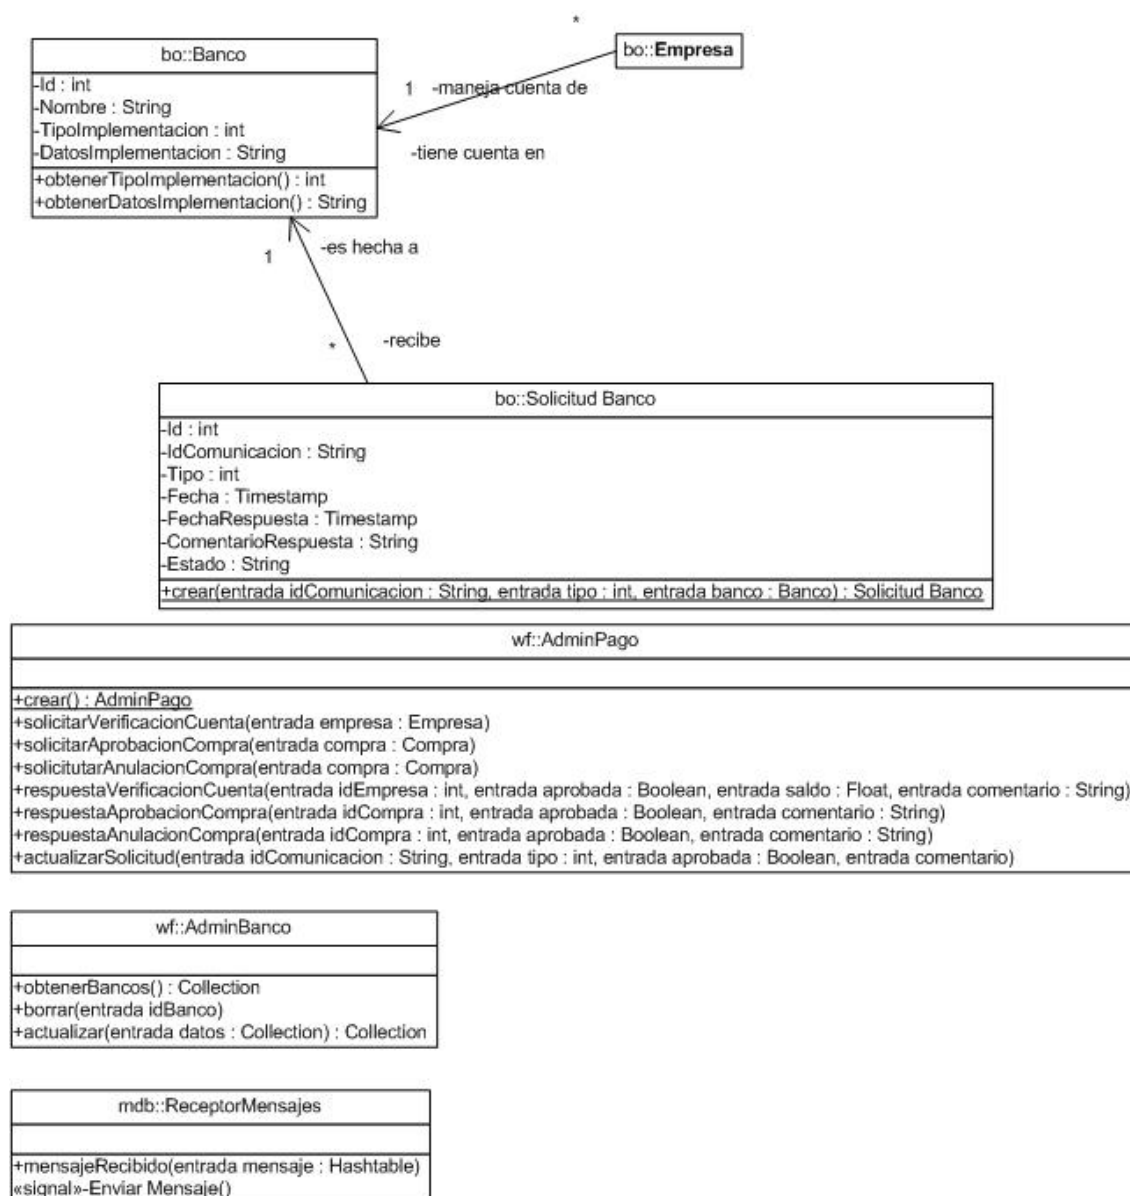 *
bo::Banco
bo::Empresa
-Id : int
-Nombre : String
-TipoImplementacion : int
-DatosImplementacion : String
1 -maneja cuenta de
-tiene cuenta en
+obtenerTipoImplementacion() : int
+obtenerDatosImplementacion() : String
1
-es hecha a
*
-recibe
bo::Solicitud Banco
-Id : int
-IdComunicacion : String
-Tipo : int
-Fecha : Timestamp
-FechaRespuesta : Timestamp
-ComentarioRespuesta : String
-Estado : String
+crear(entrada idComunicacion : String, entrada tipo : int, entrada banco : Banco) : Solicitud Banco
wf::AdminPago
+crear() : AdminPago
+solicitarVerificacionCuenta(entrada empresa : Empresa)
+solicitarAprobacionCompra(entrada compra : Compra)
+solicitutarAnulacionCompra(entrada compra : Compra)
+respuestaVerificacionCuenta(entrada idEmpresa : int, entrada aprobada : Boolean, entrada saldo : Float, entrada comentario : String)
+respuestaAprobacionCompra(entrada idCompra : int, entrada aprobada : Boolean, entrada comentario : String)
+respuestaAnulacionCompra(entrada idCompra : int, entrada aprobada : Boolean, entrada comentario : String)
+actualizarSolicitud(entrada idComunicacion : String, entrada tipo : int, entrada aprobada : Boolean, entrada comentario)
wf::AdminBanco
+obtenerBancos() : Collection
+borrar(entrada idBanco)
+actualizar(entrada datos : Collection) : Collection
mdb::ReceptorMensajes
+mensajeRecibido(entrada mensaje : Hashtable)
«signal»-Enviar Mensaje()